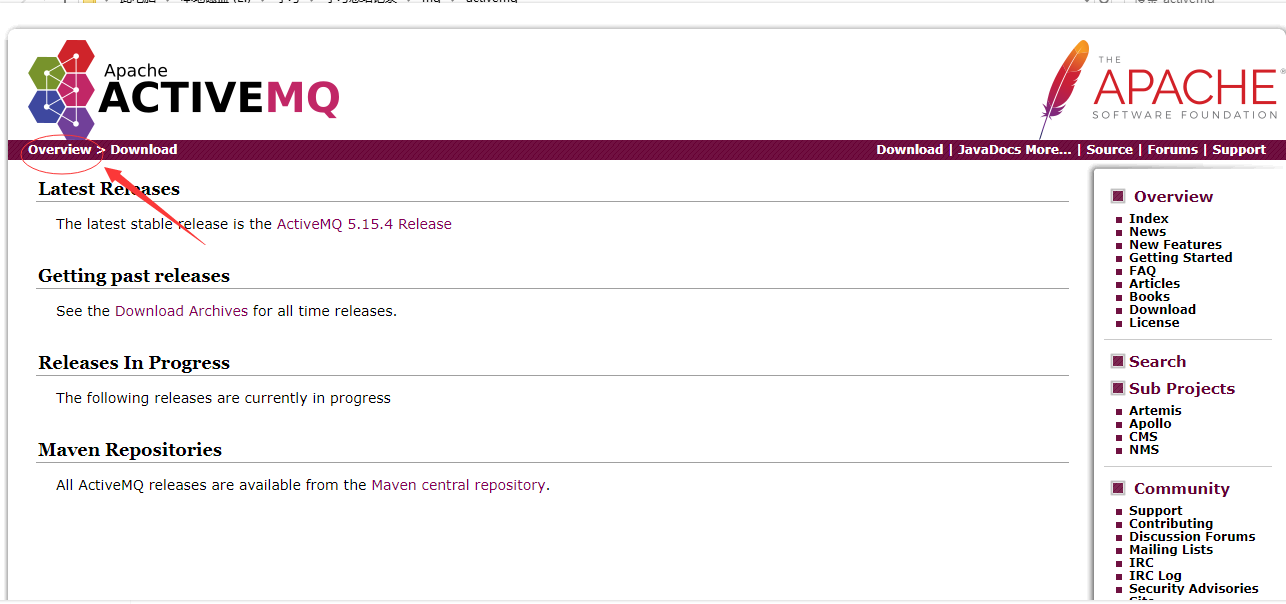 Apache
ACTIVEMQ
THE
APACHE®
SOFTWARE FOUNDATION
Overview > Download
Download | JavaDocs More... | Source | Forums | Support
Latest Releases
The latest stable release is the ActiveMQ 5.15.4 Release
Getting past releases
See the Download Archives for all time releases.
Releases In Progress
The following releases are currently in progress
Maven Repositories
All ActiveMQ releases are available from the Maven central repository.
Overview
Index
News
New Features
Getting Started
FAQ
Articles
Books
Download
License
Search
Sub Projects
Artemis
Apollo
CMS
NMS
Community
Support
Contributing
Discussion Forums
Mailing Lists
IRC
IRC Log
Security Advisories